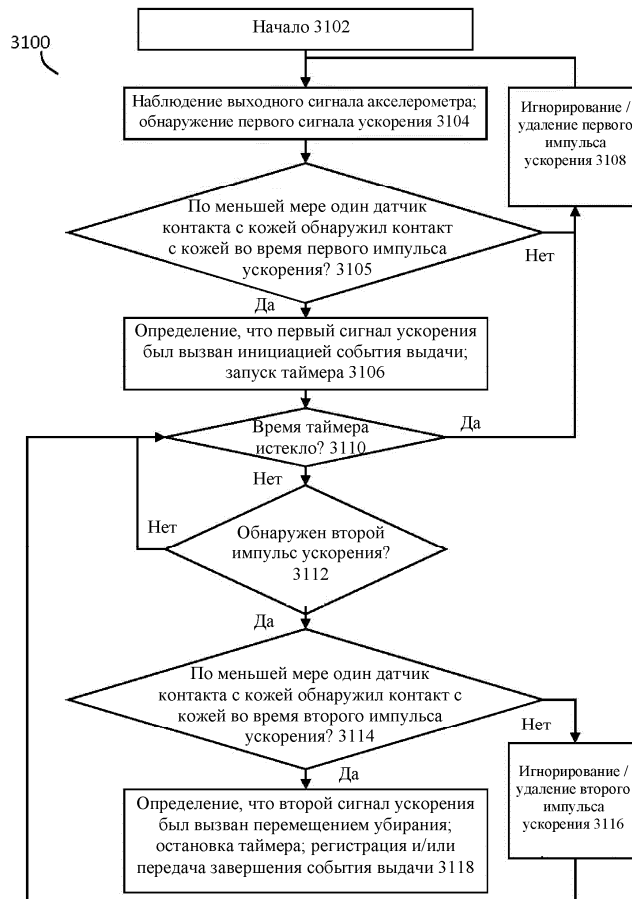 3100
Начало 3102
Наблюдение выходного сигнала акселерометра;
обнаружение первого сигнала ускорения 3104
Игнорирование /
удаление первого
импульса
ускорения 3108
По меньшей мере один датчик
контакта с кожей обнаружил контакт
с кожей во время первого импульса
ускорения? 3105
Нет
Да
Определение, что первый сигнал ускорения
был вызван инициацией события выдачи;
запуск таймера 3106
Время таймера
истекло? 3110
Да
Нет
Обнаружен второй
импульс ускорения?
3112
Нет
Да
По меньшей мере один датчик
контакта с кожей обнаружил контакт с
кожей во время второго импульса
ускорения? 3114
Нет
Да
Игнорирование /
удаление второго
импульса
ускорения 3116
Определение, что второй сигнал ускорения
был вызван перемещением убирания;
остановка таймера; регистрация и/или
передача завершения события выдачи 3118